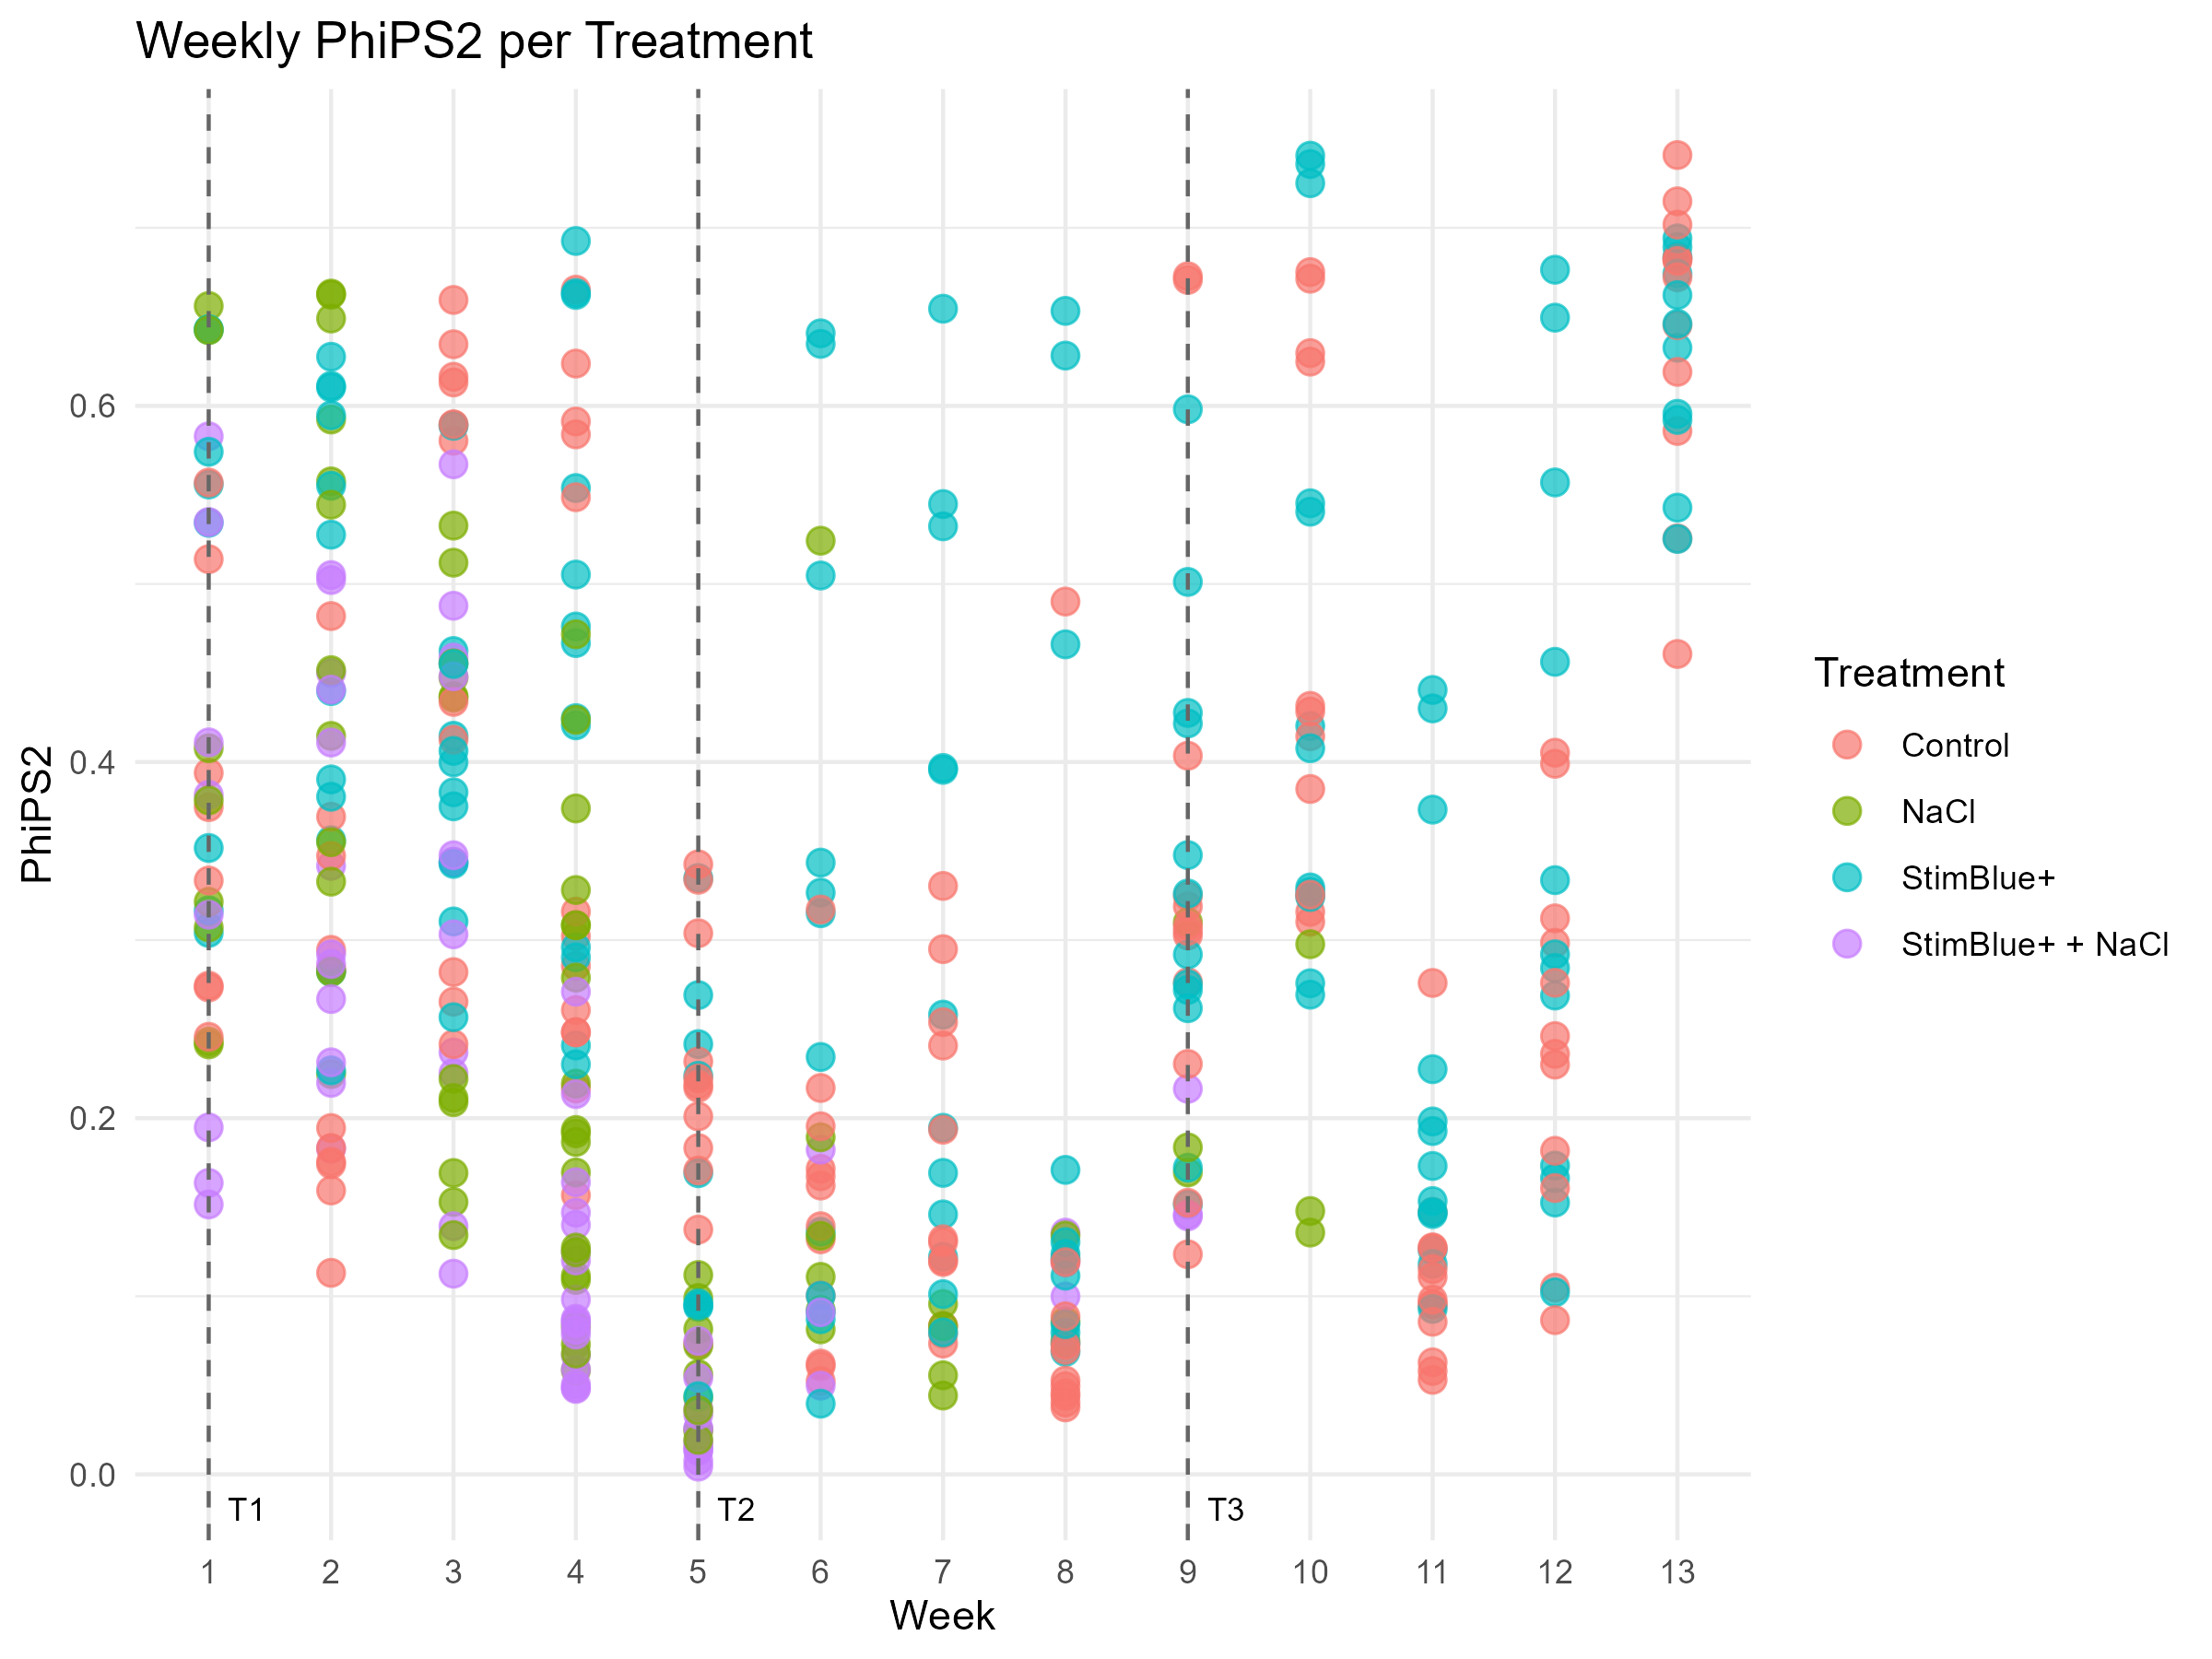 Weekly PhiPS2 per Treatment
PhiPS2
0.6
0.4
0.2
0.0
T1
T2
T3
1 2 3 4 5 6 7 8 9 10 11 12 13
Week
Treatment
Control
NaCl
StimBlue+
StimBlue+ + NaCl